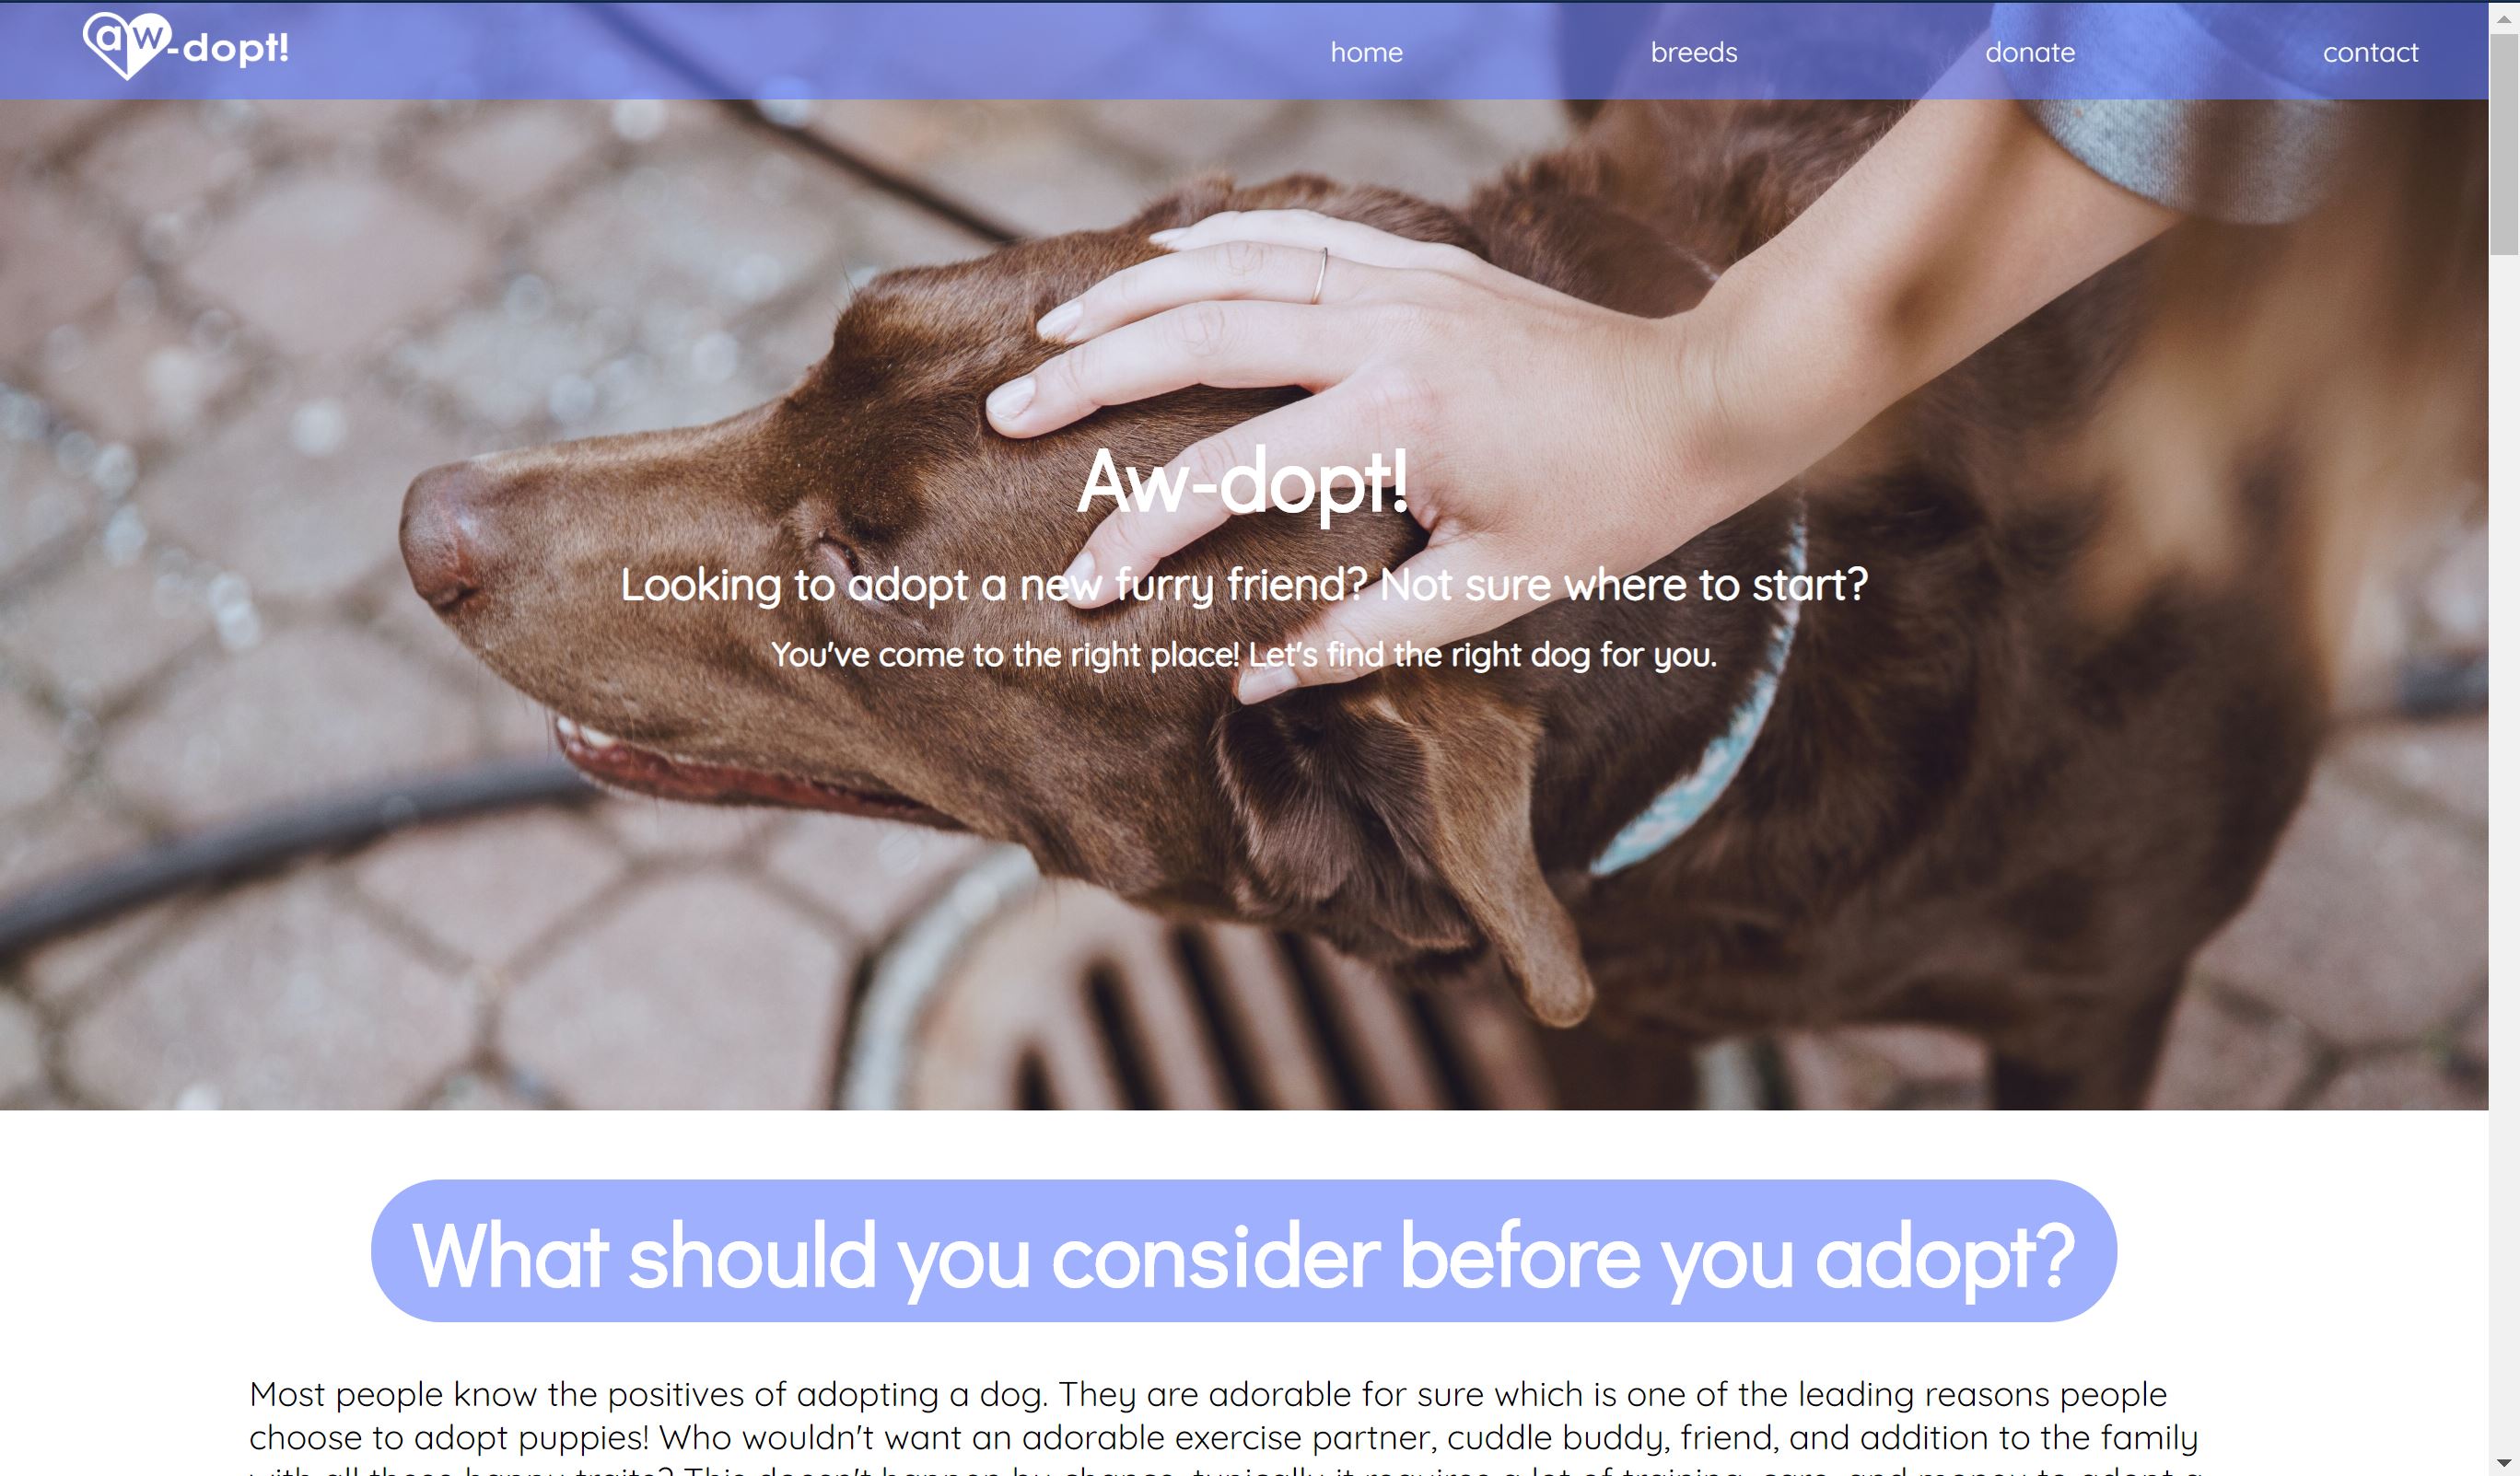 aw-dopt!
home
breeds
donate
contact
Aw-dopt!
Looking to adopt a new furry friend? Not sure where to start?
You've come to the right place! Let's find the right dog for you.
What should you consider before you adopt?
Most people know the positives of adopting a dog. They are adorable for sure which is one of the leading reasons people
choose to adopt puppies! Who wouldn't want an adorable exercise partner, cuddle buddy, friend, and addition to the family